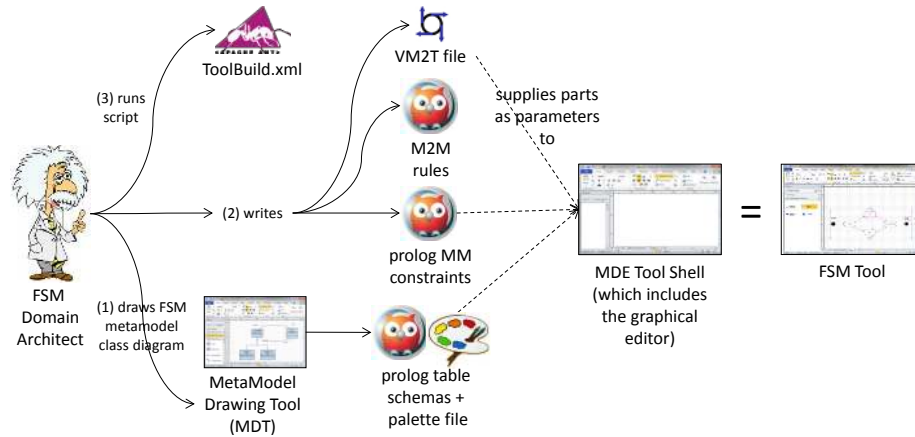 ToolBuild.xml
VM2T file
(3) runs
script
supplies parts
as parameters
to
M2M
rules
(2) writes
=
prolog MM
constraints
MDE Tool Shell
(which includes
the graphical
editor)
FSM Tool
FSM
Domain
Architect
(1) draws FSM
metamodel
class diagram
MetaModel
Drawing Tool
(MDT)
prolog table
schemas +
palette file